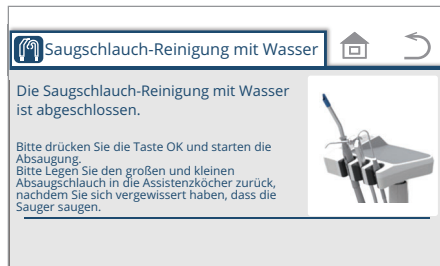 Saugschlauch-Reinigung mit Wasser
Die Saugschlauch-Reinigung mit Wasser
ist abgeschlossen.
Bitte drücken Sie die Taste OK und starten die
Absaugung.
Bitte Legen Sie den großen und kleinen
Absaugschlauch in die Assistenzköcher zurück,
nachdem Sie sich vergewissert haben, dass die
Sauger saugen.